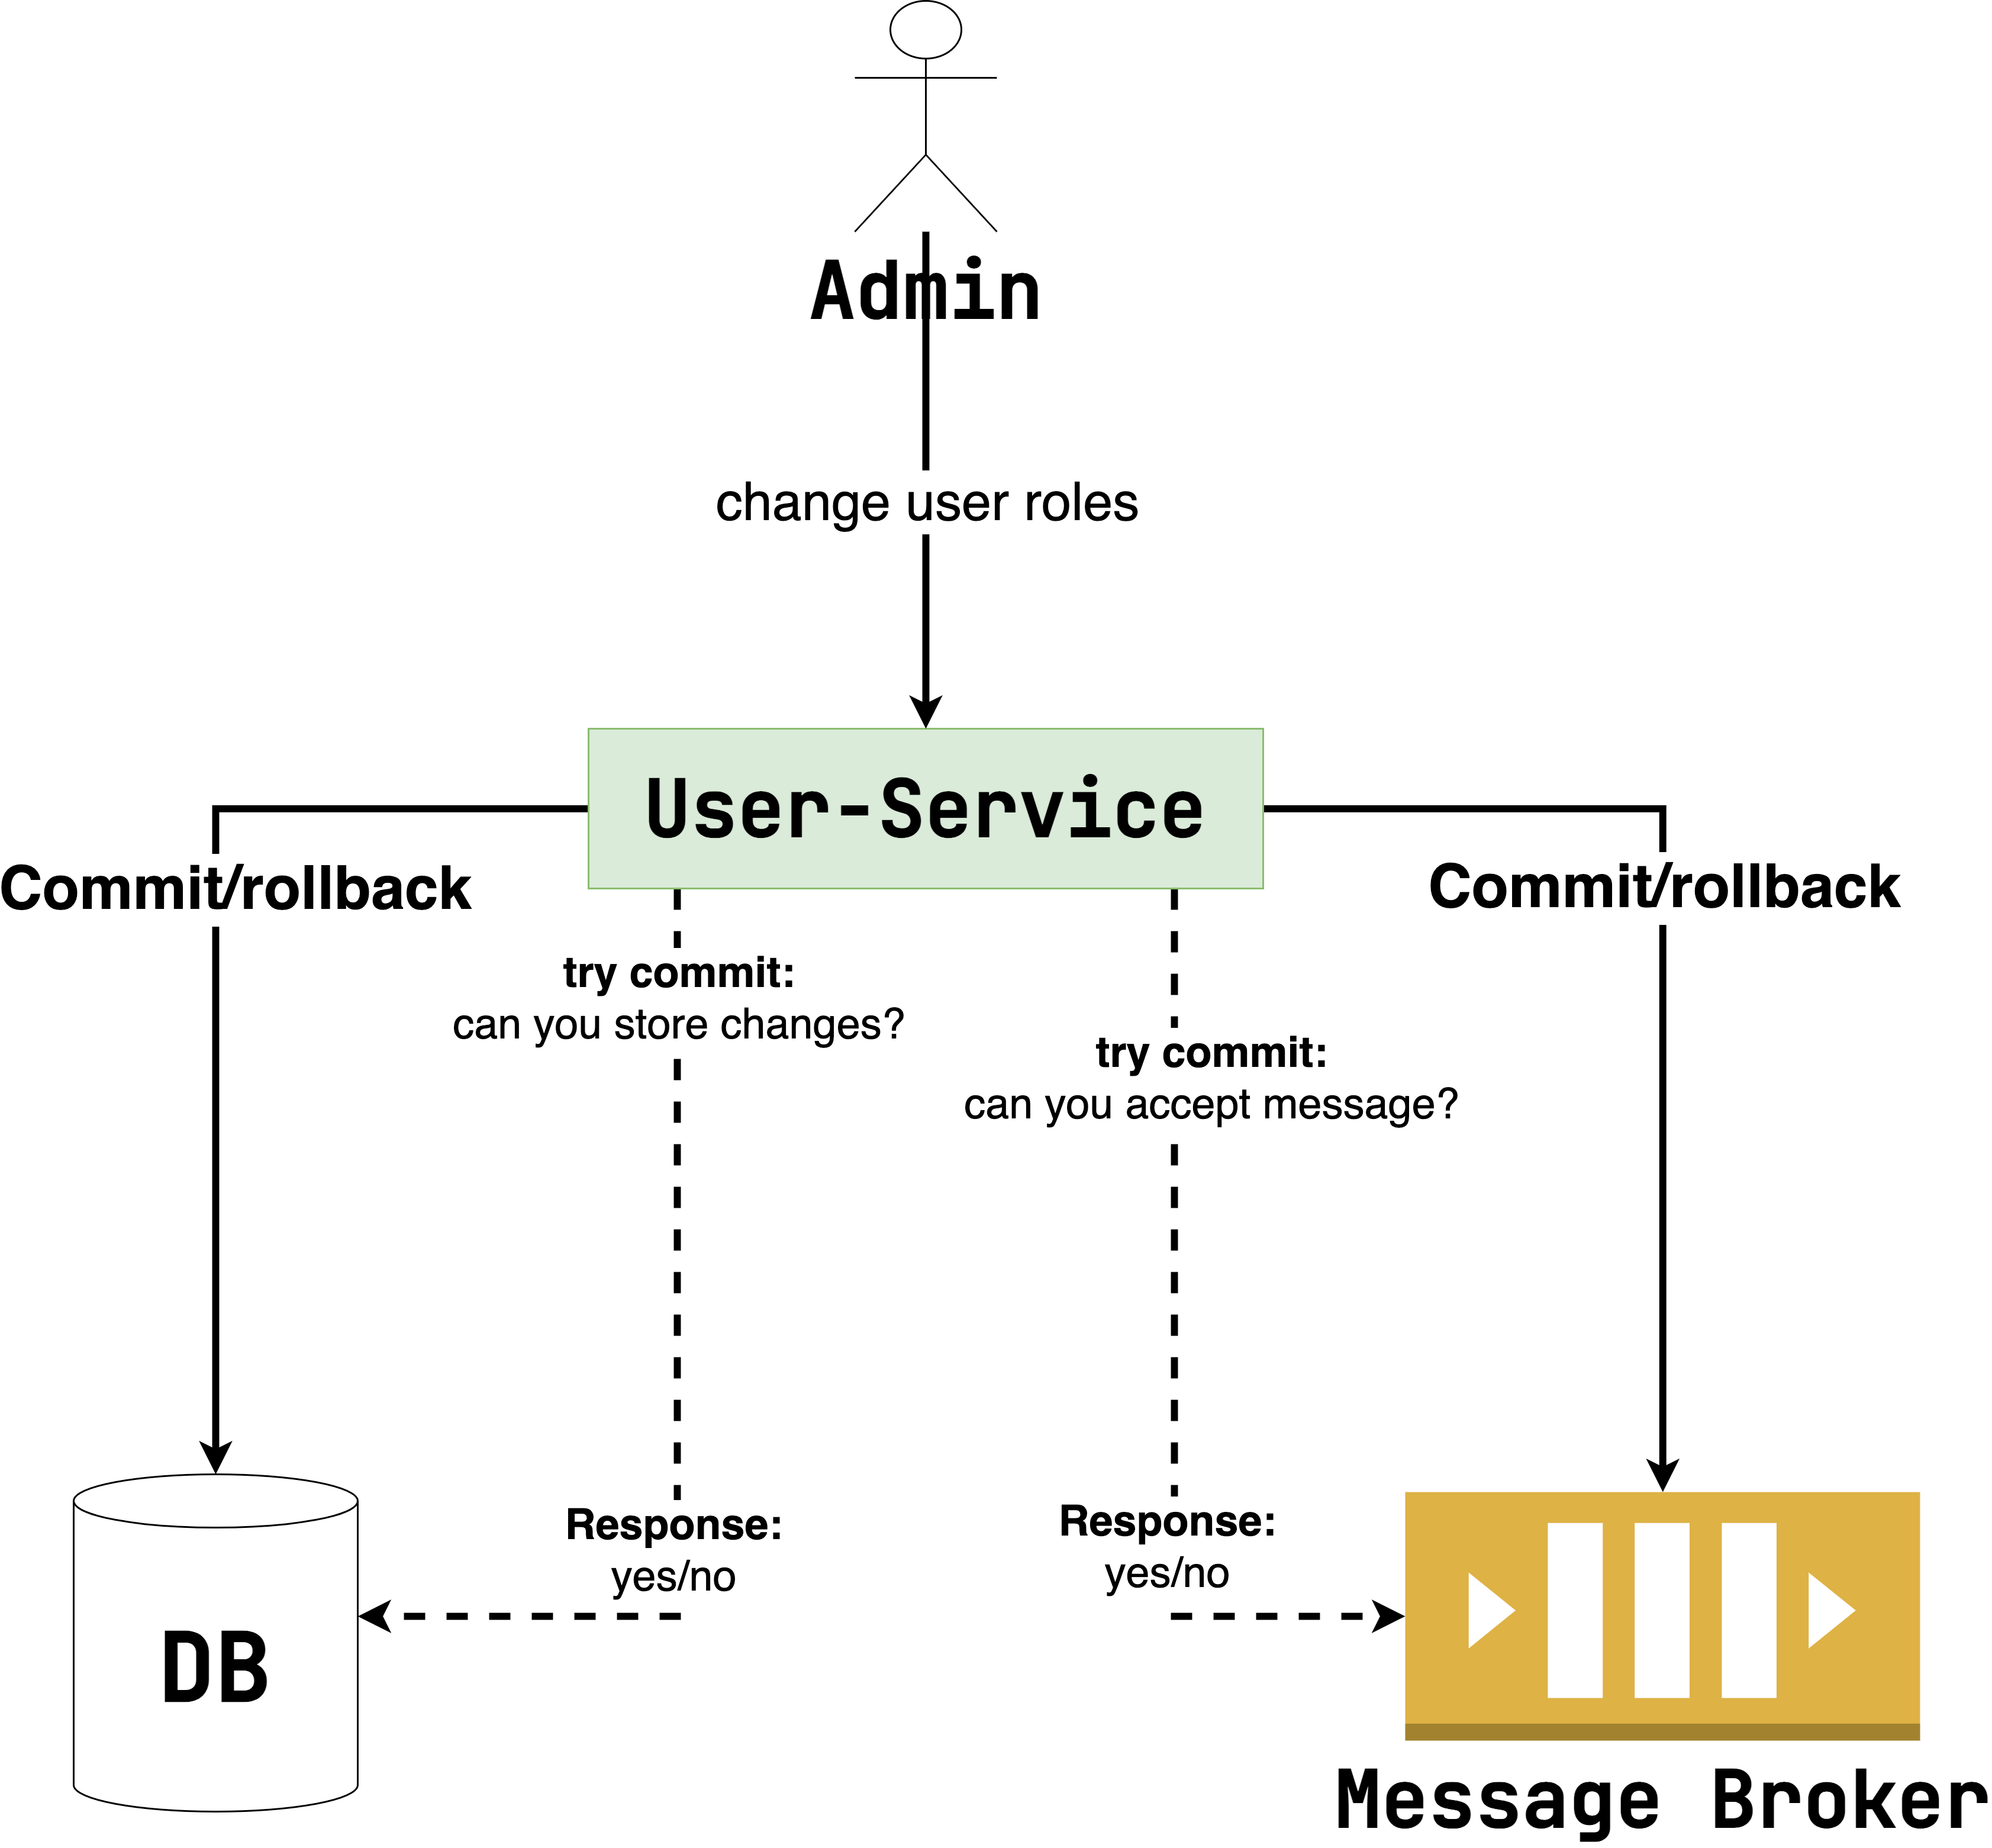 Admin
change user roles
User-Service
Commit/rollback
Commit/rollback
try commit:
can you store changes?
try commit:
can you accept message?
Response:
yes/no
Response:
yes/no
DB
Message Broker